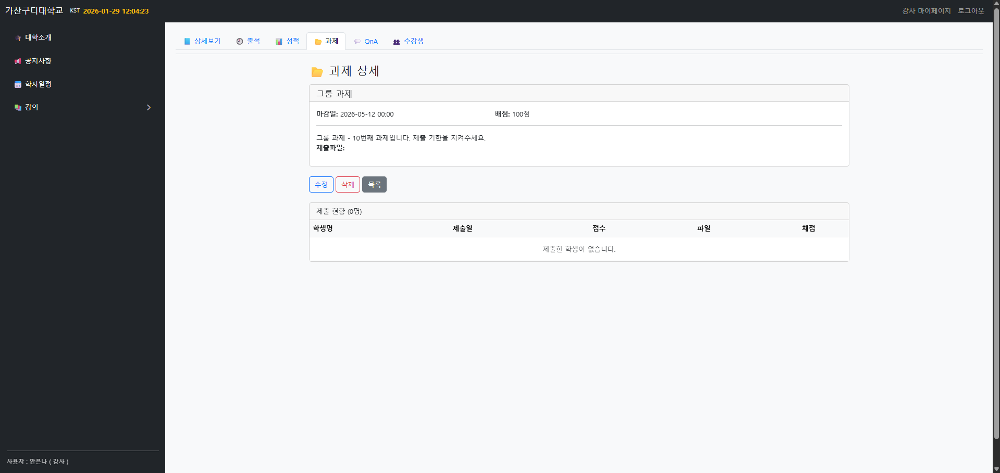 가산구디대학교 KST 2026-01-29 12:04:23
강사 마이페이지 로그아웃
대학소개
공지사항
학사일정
강의
상세보기 출석 성적 과제 QnA 수강생
과제 상세
그룹 과제
마감일: 2026-05-12 00:00 배점: 100점
그룹 과제 - 10번째 과제입니다. 제출 기한을 지켜주세요.
제출파일:
수정 삭제 목록
제출 현황 (0명)
학생명 제출일 점수 파일 채점
제출한 학생이 없습니다.
사용자 : 안은나 ( 강사 )